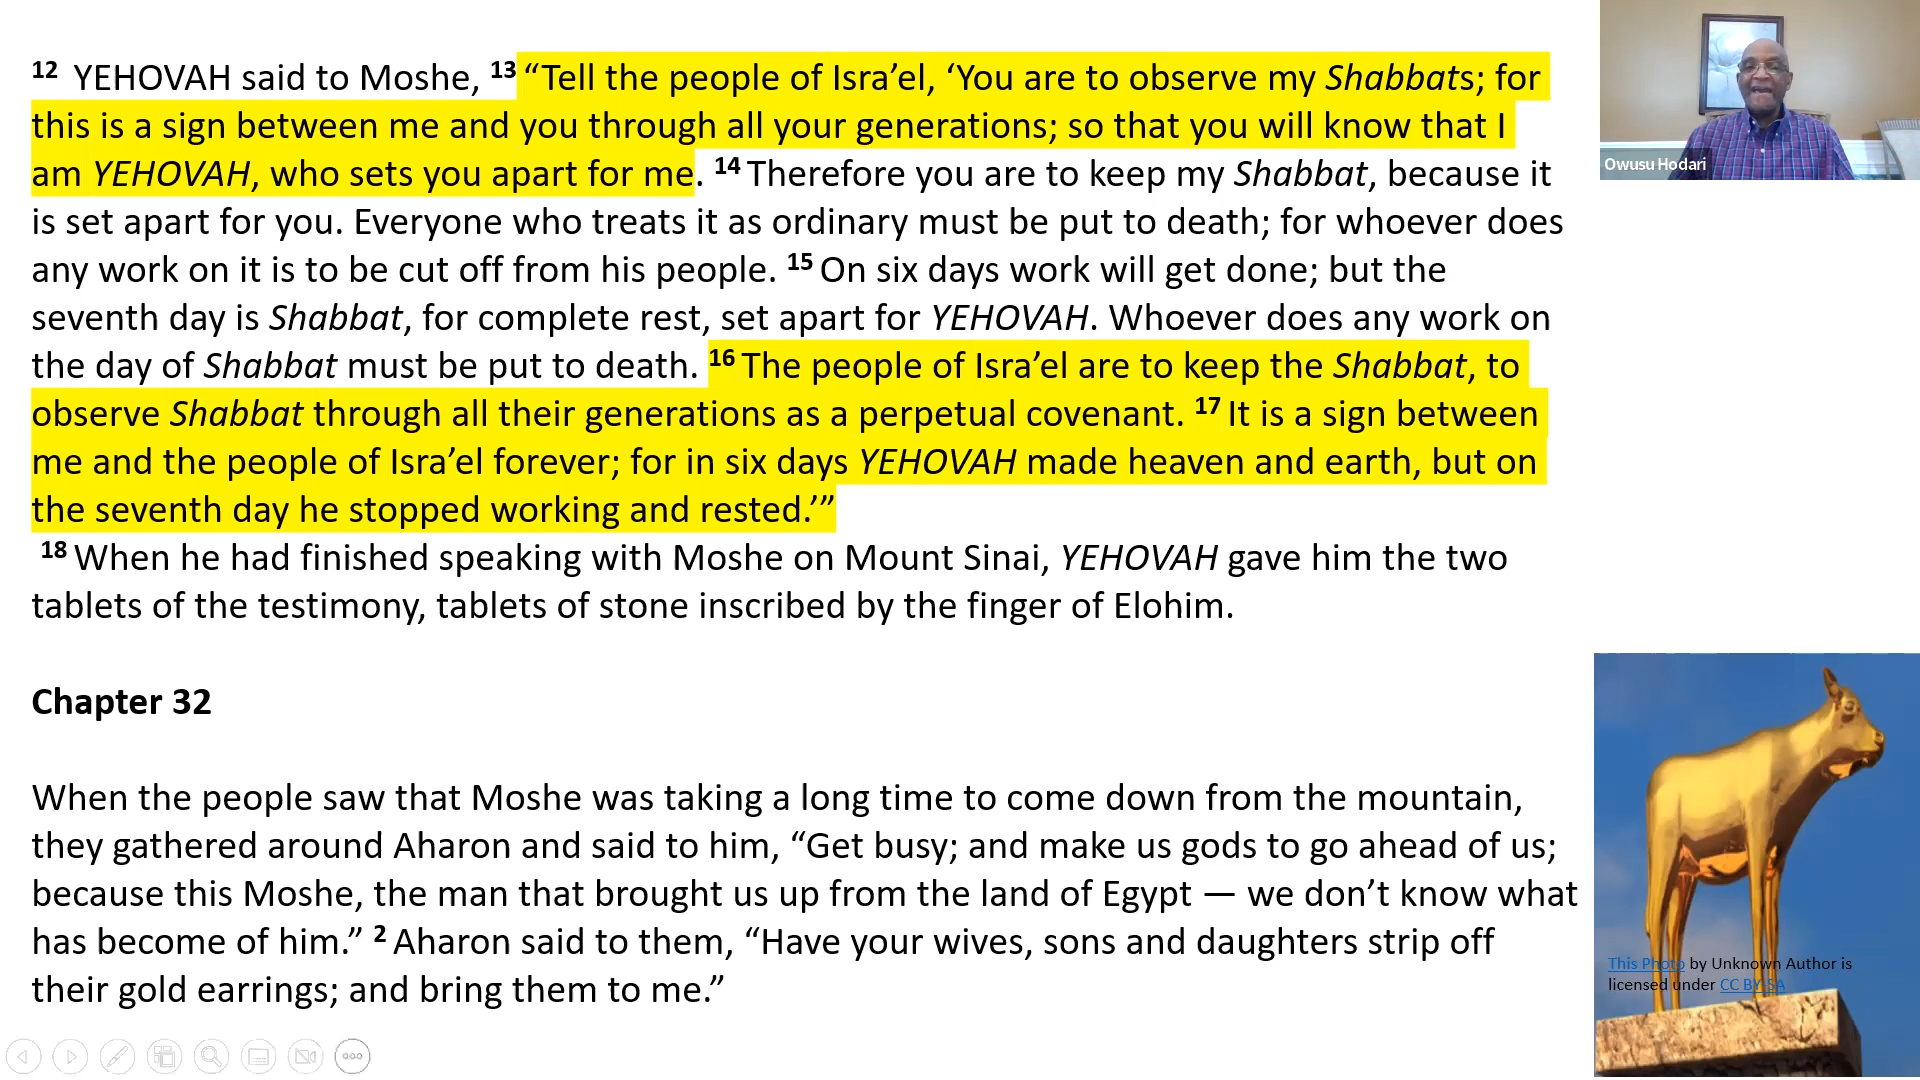 12 YEHOVAH said to Moshe, 13 “Tell the people of Isra’el, ‘You are to observe my Shabbats; for
this is a sign between me and you through all your generations; so that you will know that I
am YEHOVAH, who sets you apart for me. 14 Therefore you are to keep my Shabbat, because it
is set apart for you. Everyone who treats it as ordinary must be put to death; for whoever does
any work on it is to be cut off from his people. 15 On six days work will get done; but the
seventh day is Shabbat, for complete rest, set apart for YEHOVAH. Whoever does any work on
the day of Shabbat must be put to death. 16 The people of Isra’el are to keep the Shabbat, to
observe Shabbat through all their generations as a perpetual covenant. 17 It is a sign between
me and the people of Isra’el forever; for in six days YEHOVAH made heaven and earth, but on
the seventh day he stopped working and rested.’”
18 When he had finished speaking with Moshe on Mount Sinai, YEHOVAH gave him the two
tablets of the testimony, tablets of stone inscribed by the finger of Elohim.
Chapter 32
When the people saw that Moshe was taking a long time to come down from the mountain,
they gathered around Aharon and said to him, “Get busy; and make us gods to go ahead of us;
because this Moshe, the man that brought us up from the land of Egypt — we don’t know what
has become of him.” 2 Aharon said to them, “Have your wives, sons and daughters strip off
their gold earrings; and bring them to me.”
Owusu Hodari
This Photo by Unknown Author is
licensed under CC BY-SA